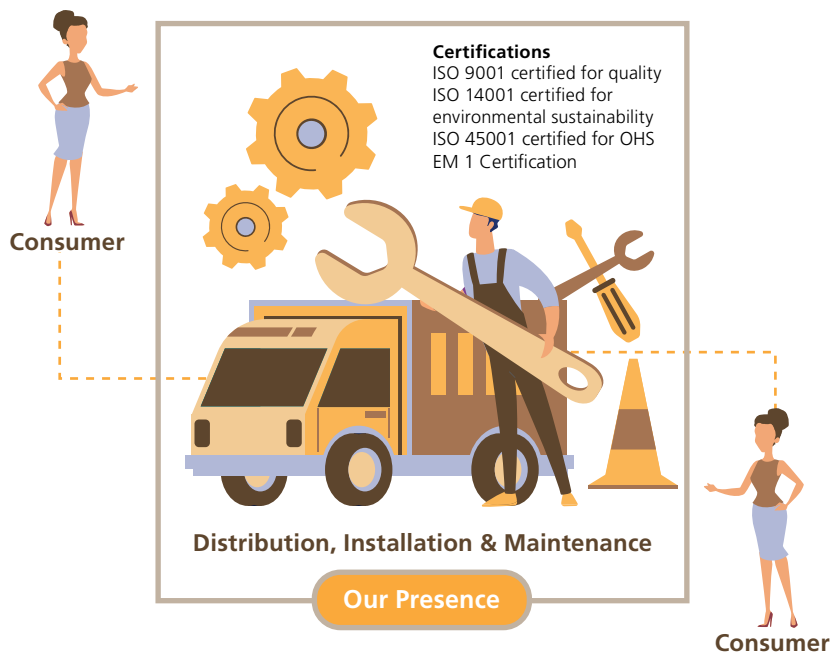 Certifications
ISO 9001 certified for quality
ISO 14001 certified for
environmental sustainability
ISO 45001 certified for OHS
EM 1 Certification
Consumer
Distribution, Installation & Maintenance
Our Presence
Consumer